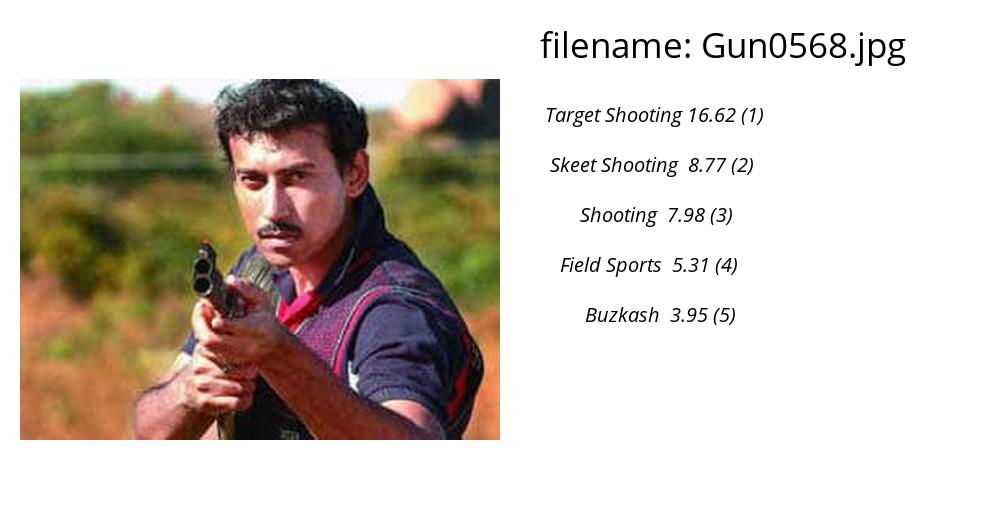 filename: Gun0568.jpg
Target Shooting 16.62 (1)
Skeet Shooting 8.77 (2)
Shooting 7.98 (3)
Field Sports 5.31 (4)
Buzkash 3.95 (5)